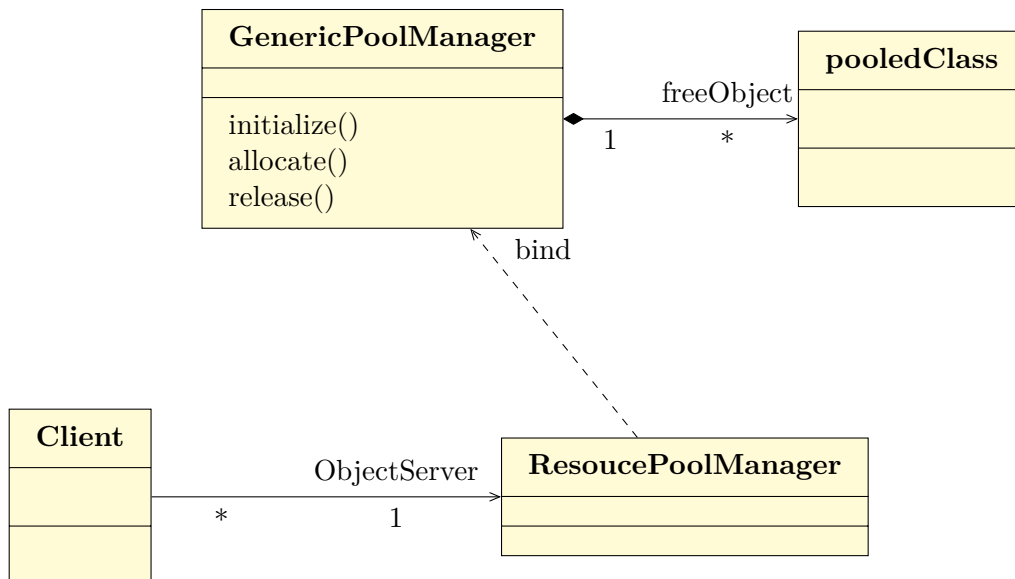 GenericPoolManager
initialize()
allocate()
release()
pooledClass
freeObject
1
*
bind
Client
ObjectServer
*
1
ResoucePoolManager